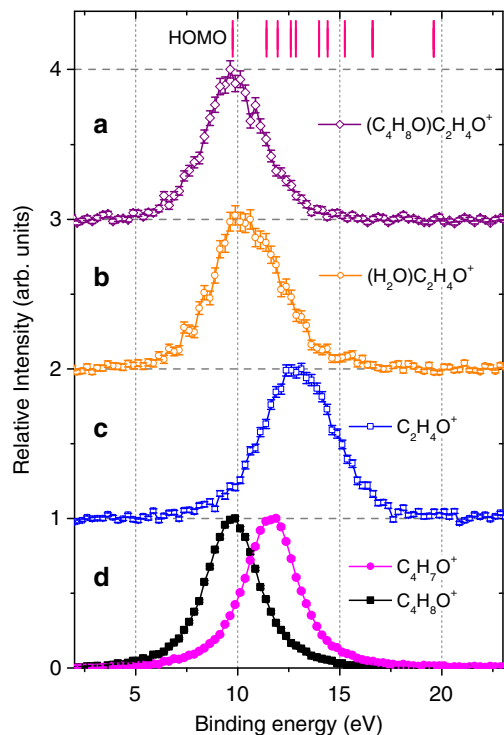 HOMO
4
a
(C₄H₈O)C₂H₄O⁺
3
b
(H₂O)C₂H₄O⁺
2
c
C₂H₄O⁺
1
d
C₄H₇O⁺
C₄H₈O⁺
0
5 10 15 20
Binding energy (eV)
Relative Intensity (arb. units)